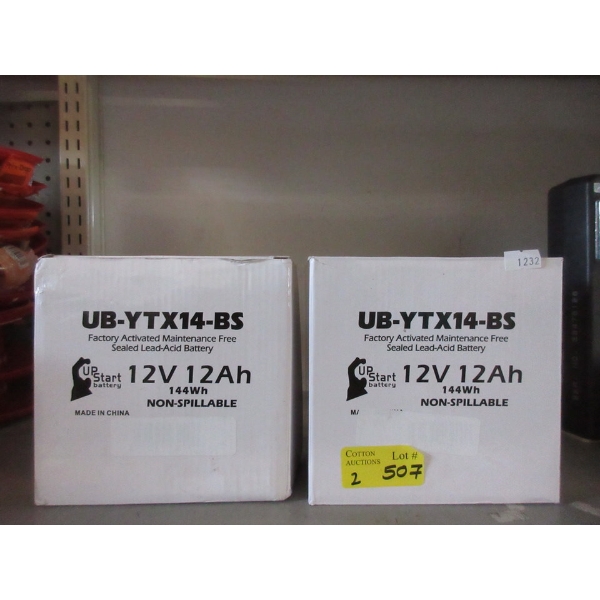 UB-YTX14-BS
Factory Activated Maintenance Free
Sealed Lead-Acid Battery
UP Start battery
12V 12Ah
144Wh
NON-SPILLABLE
MADE IN CHINA
1232
UB-YTX14-BS
Factory Activated Maintenance Free
Sealed Lead-Acid Battery
UP Start battery
12V 12Ah
144Wh
NON-SPILLABLE
COTTON AUCTIONS
Lot #
2
507